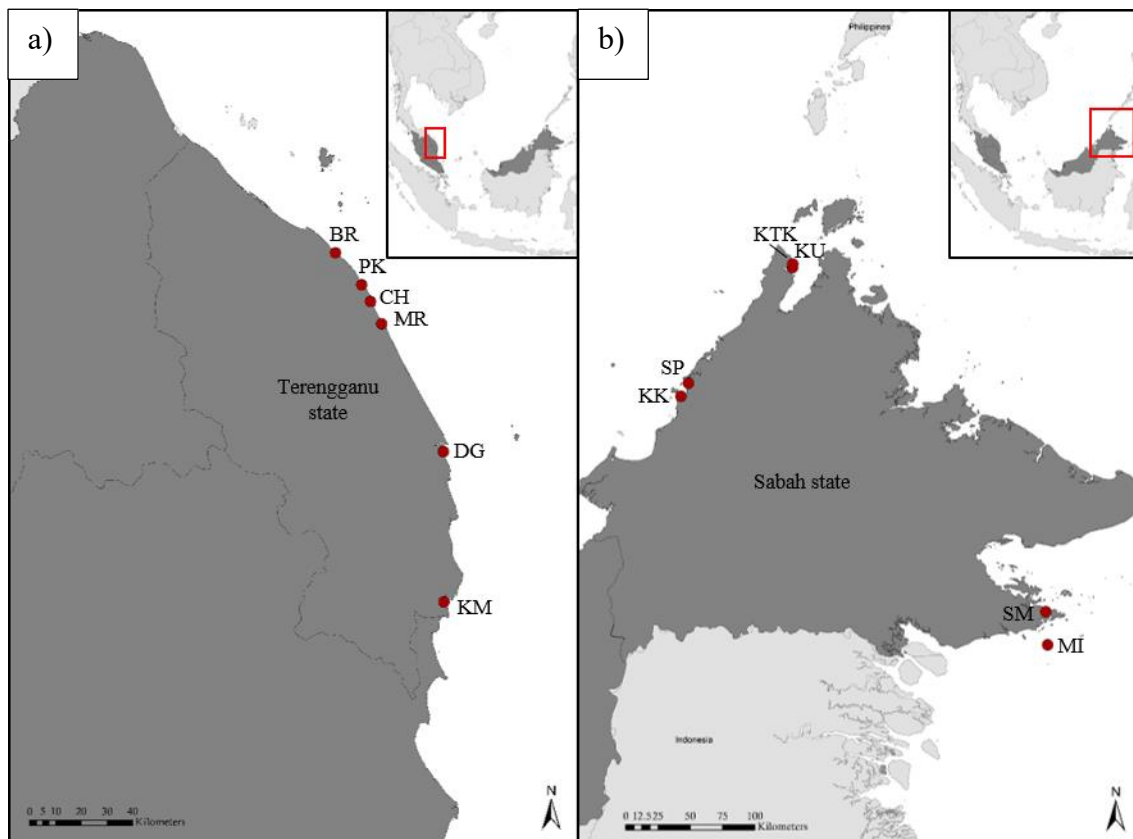 a)
BR
PK
CH
MR
Terengganu
state
DG
KM
0 5 10 20 30 40
Kilometers
N
b)
Philippines
KTK
KU
SP
KK
Sabah state
SM
MI
Indonesia
0 12.5 25 50 75 100
Kilometers
N